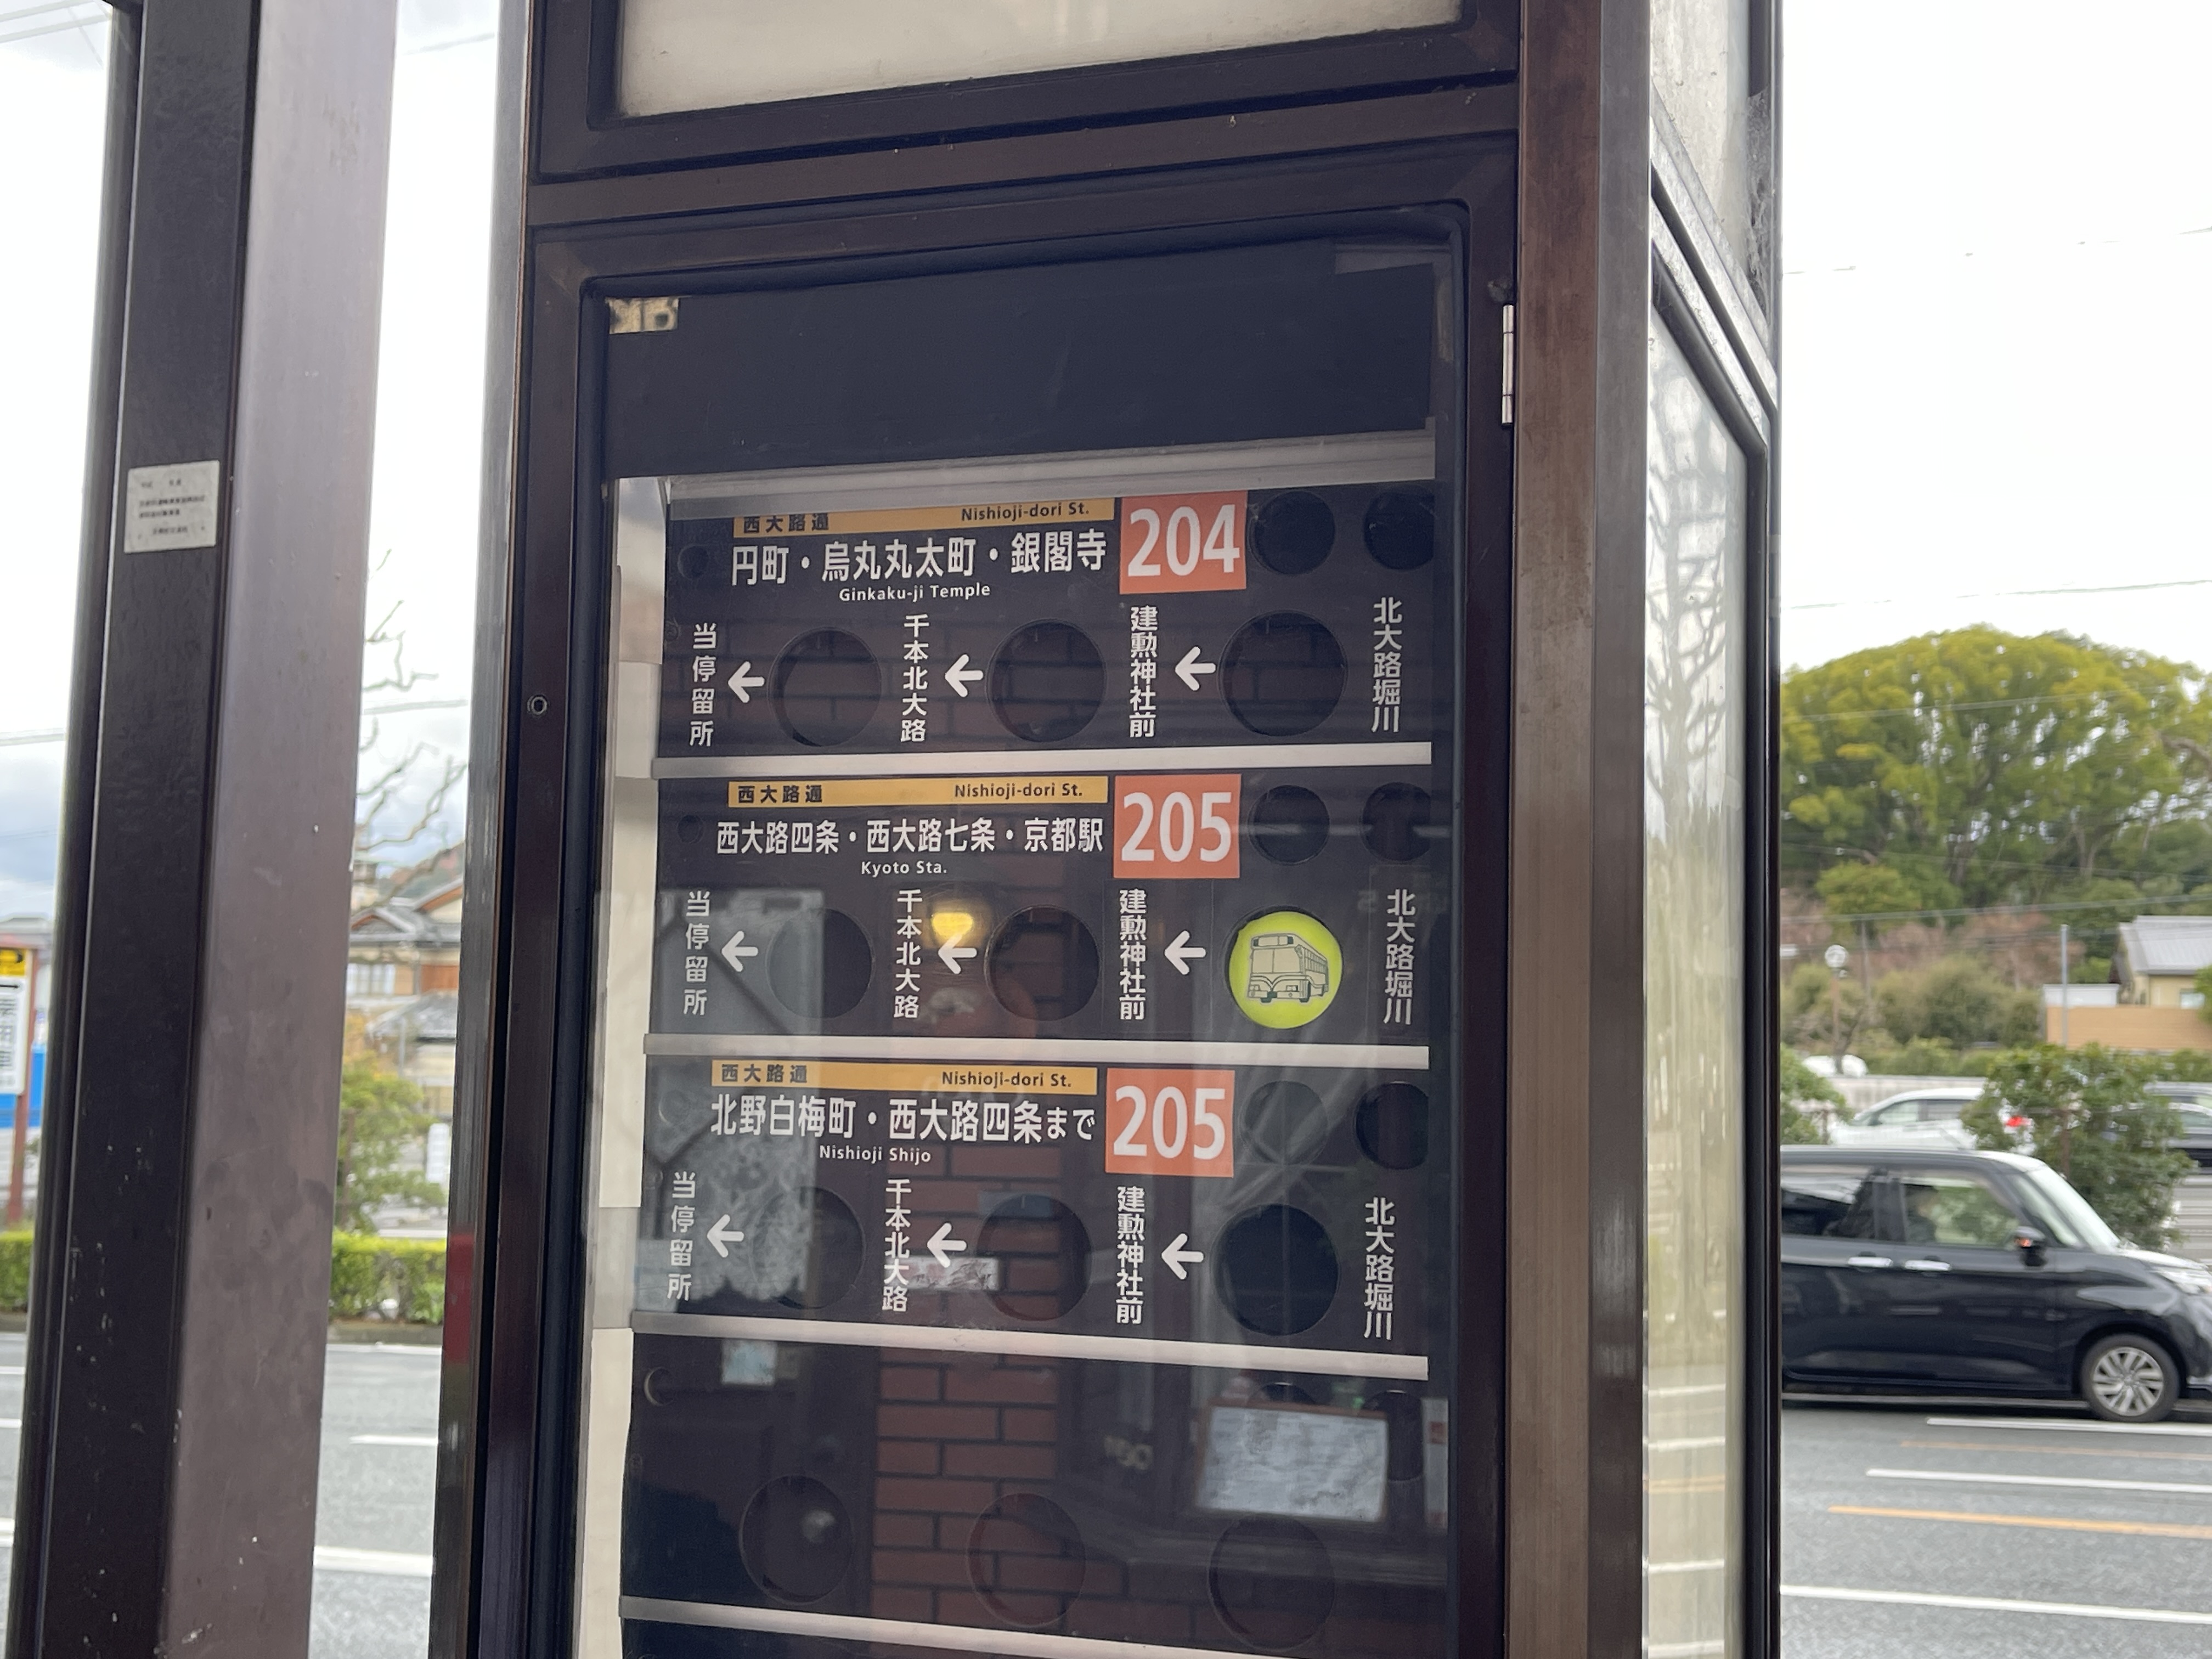 西大路通 Nishioji-dori St.
円町・烏丸丸太町・銀閣寺 204
Ginkaku-ji Temple
当停留所 ← 千本北大路 ← 建勲神社前 ← 北大路堀川
西大路通 Nishioji-dori St.
西大路四条・西大路七条・京都駅 205
Kyoto Sta.
当停留所 ← 千本北大路 ← 建勲神社前 ← 北大路堀川
西大路通 Nishioji-dori St.
北野白梅町・西大路四条まで 205
Nishioji Shijo
当停留所 ← 千本北大路 ← 建勲神社前 ← 北大路堀川